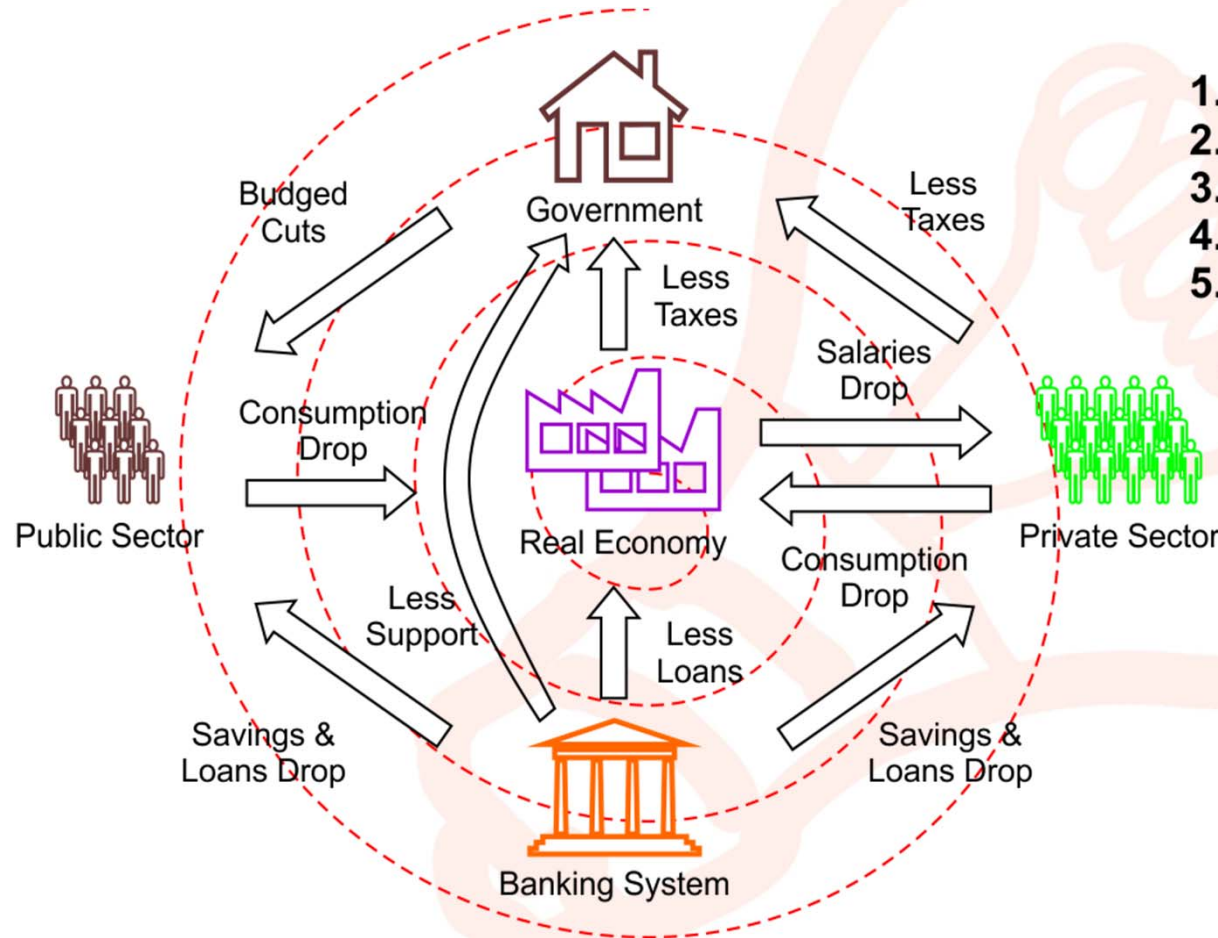 1.
2.
3.
4.
5.
Budged
Cuts
Government
Less
Taxes
Less
Taxes
Salaries
Drop
Consumption
Drop
Public Sector
Real Economy
Private Sector
Consumption
Drop
Less
Support
Less
Loans
Savings &
Loans Drop
Savings &
Loans Drop
Banking System